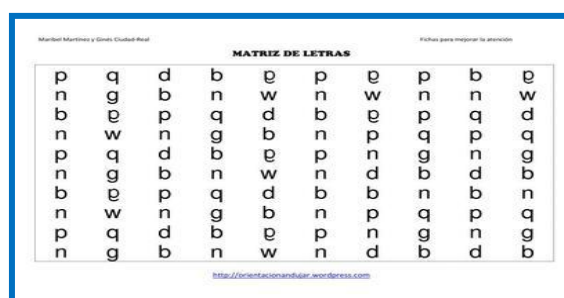 Maribel Martínez y Ginés Ciudad-Real Fichas para mejorar la atención
MATRIZ DE LETRAS
p q d b ɐ p ɐ p b ɐ
n g b n w n w n n w
b ɐ p q d b ɐ p q d
n w n g b n p q p q
p q d b ɐ p n g n g
n g b n w n d b d b
b ɐ p q d b b n b n
n w n g b n p q p q
p q d b ɐ p n g n g
n g b n w n d b d b
http://orientacionandujar.wordpress.com